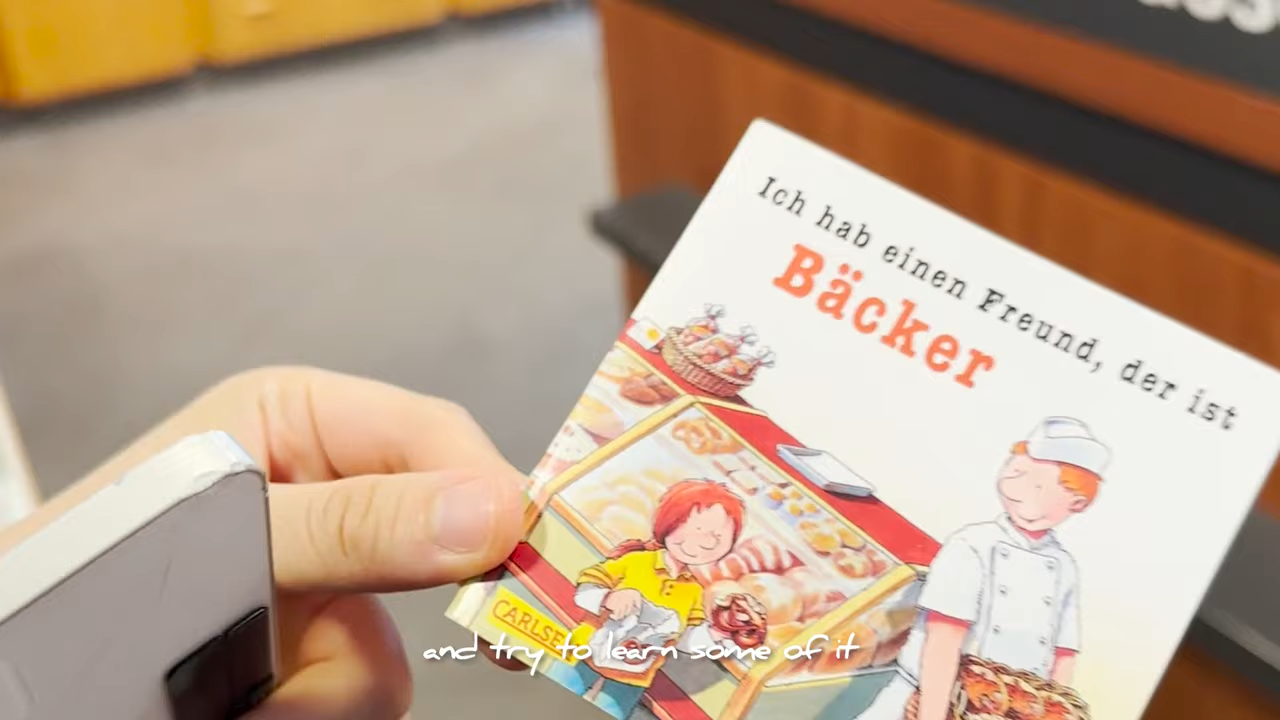 Ich hab einen Freund, der ist
Bäcker
and try to learn some of it